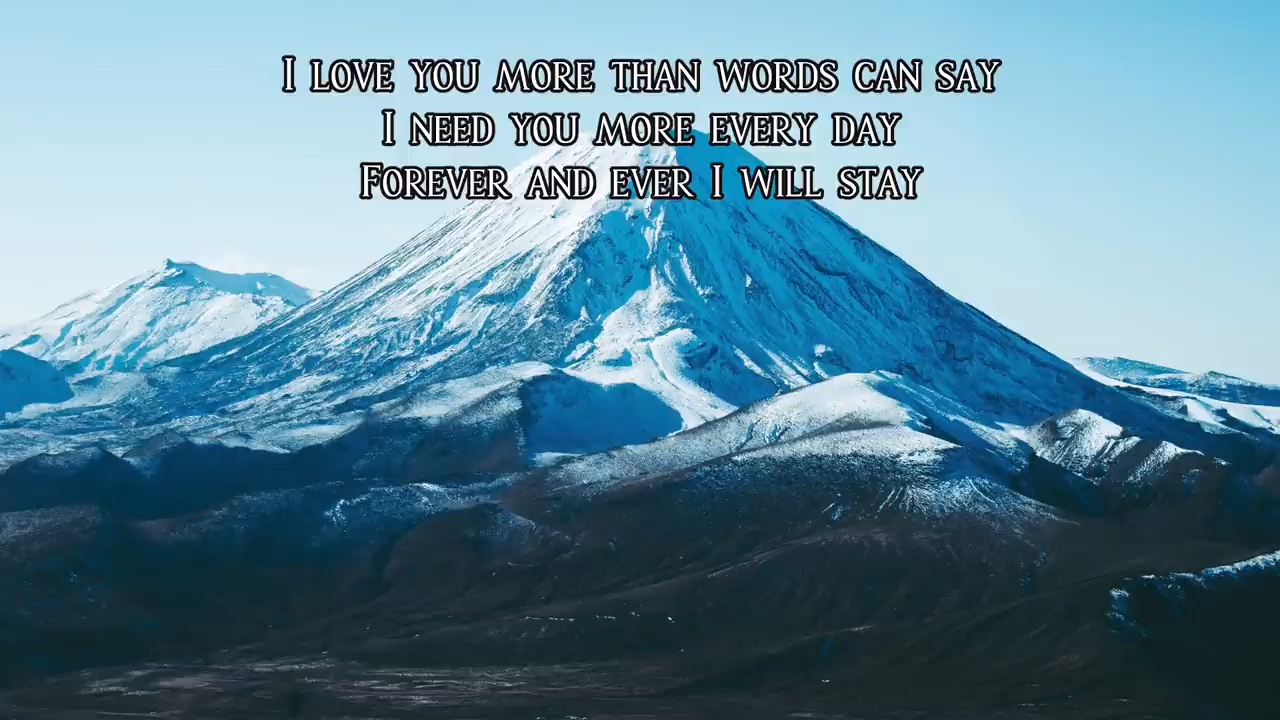 I love you more than words can say
I need you more every day
Forever and ever I will stay